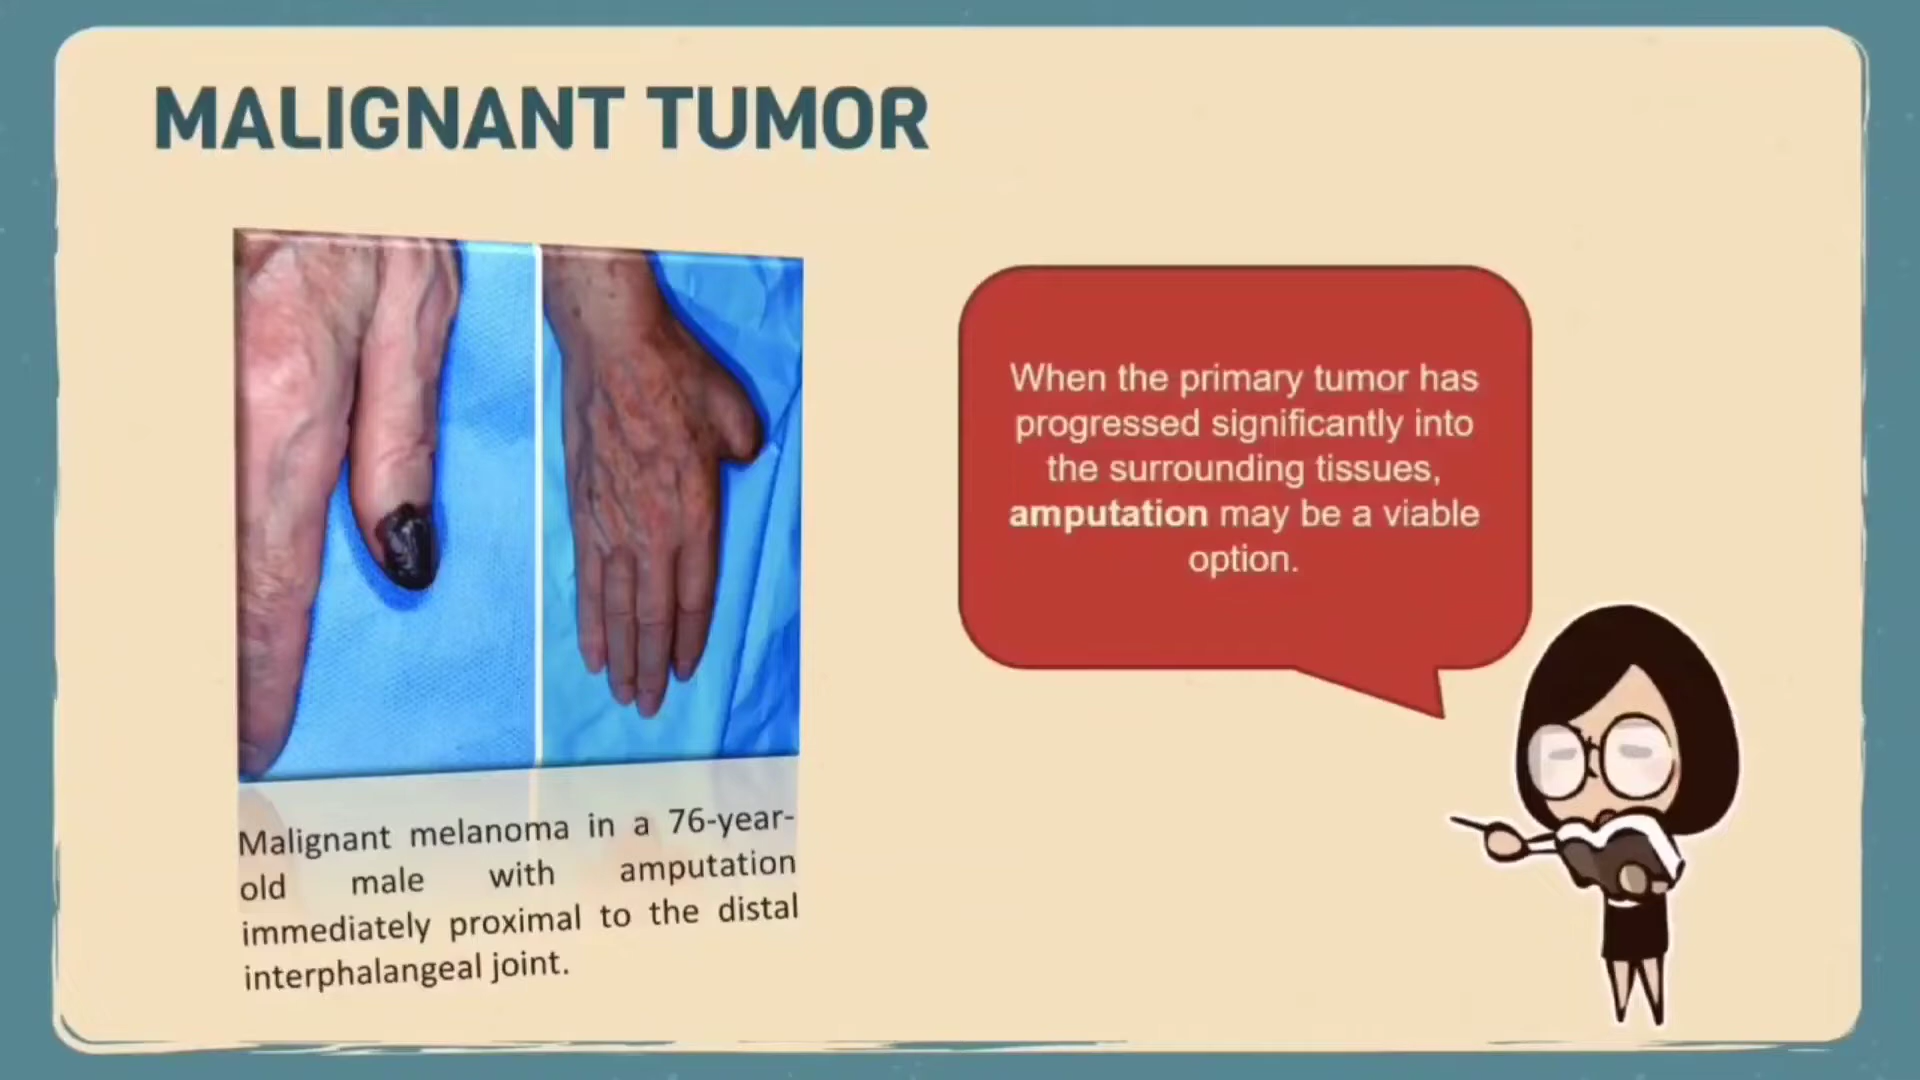 MALIGNANT TUMOR
When the primary tumor has
progressed significantly into
the surrounding tissues,
amputation may be a viable
option.
Malignant melanoma in a 76-year-
old male with amputation
immediately proximal to the distal
interphalangeal joint.